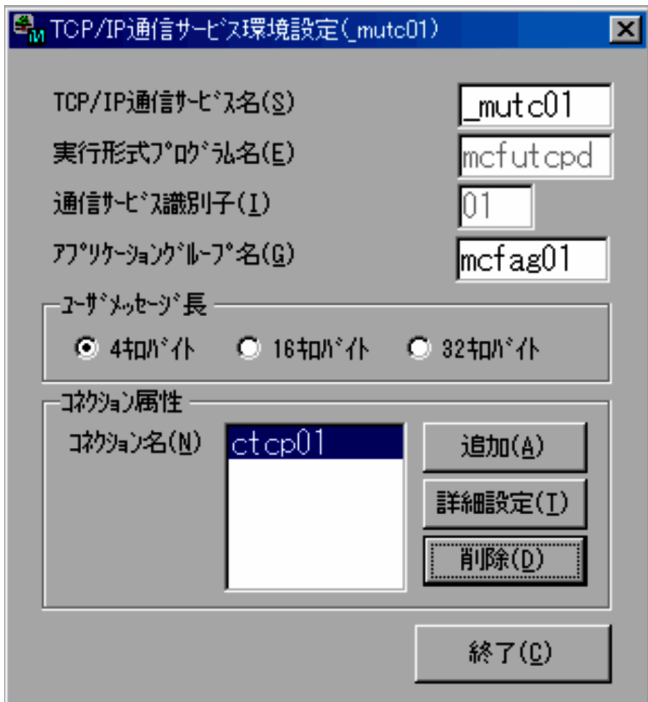 TCP/IP通信ｻｰﾋﾞｽ環境設定(_mutc01)
TCP/IP通信ｻｰﾋﾞｽ名(S) _mutc01
実行形式ﾌﾟﾛｸﾞﾗﾑ名(E) mcfutcpd
通信ｻｰﾋﾞｽ識別子(I) 01
ｱﾌﾟﾘｹｰｼｮﾝｸﾞﾙｰﾌﾟ名(G) mcfag01
ﾕｰｻﾞﾒｯｾｰｼﾞ長
4ｷﾛﾊﾞｲﾄ 16ｷﾛﾊﾞｲﾄ 32ｷﾛﾊﾞｲﾄ
ｺﾈｸｼｮﾝ属性
ｺﾈｸｼｮﾝ名(N) ctcp01 追加(A)
詳細設定(T)
削除(D)
終了(C)